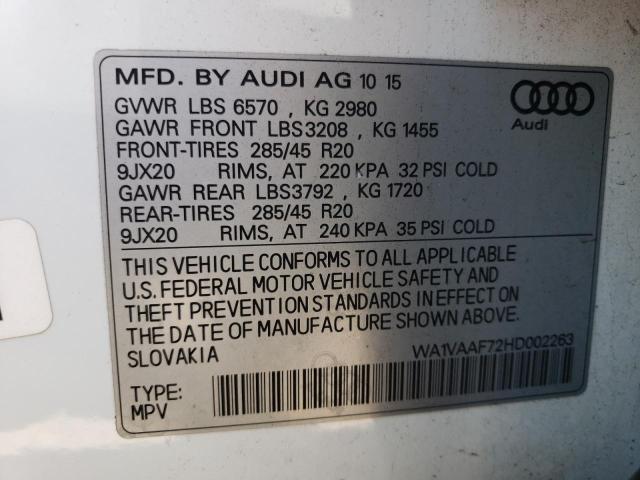 MFD. BY AUDI AG 10 15
GVWR LBS 6570 , KG 2980
GAWR FRONT LBS3208 , KG 1455
FRONT-TIRES 285/45 R20
9JX20 RIMS, AT 220 KPA 32 PSI COLD
GAWR REAR LBS3792 , KG 1720
REAR-TIRES 285/45 R20
9JX20 RIMS, AT 240 KPA 35 PSI COLD
Audi
THIS VEHICLE CONFORMS TO ALL APPLICABLE
U.S. FEDERAL MOTOR VEHICLE SAFETY AND
THEFT PREVENTION STANDARDS IN EFFECT ON
THE DATE OF MANUFACTURE SHOWN ABOVE.
SLOVAKIA
WA1VAAF72HD002263
TYPE:
MPV